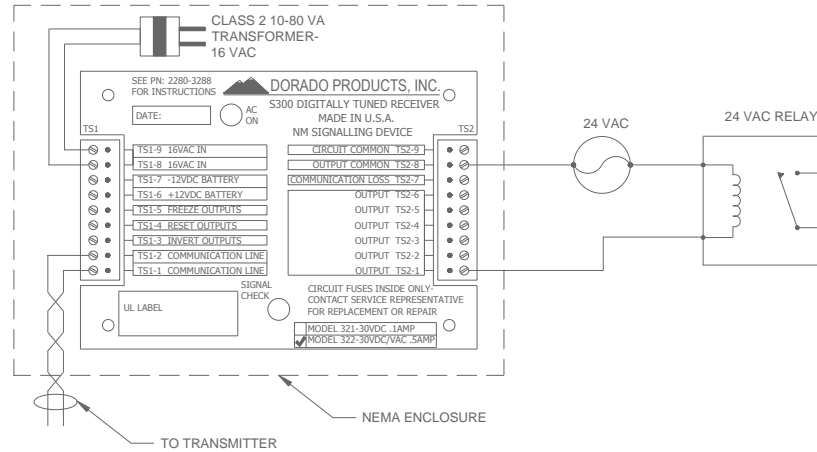 CLASS 2 10-80 VA
TRANSFORMER-
16 VAC
SEE PN: 2280-3288
FOR INSTRUCTIONS
DORADO PRODUCTS, INC.
S300 DIGITALLY TUNED RECEIVER
MADE IN U.S.A.
NM SIGNALLING DEVICE
DATE:
AC
ON
TS1
TS2
TS1-9 16VAC IN
TS1-8 16VAC IN
TS1-7 -12VDC BATTERY
TS1-6 +12VDC BATTERY
TS1-5 FREEZE OUTPUTS
TS1-4 RESET OUTPUTS
TS1-3 INVERT OUTPUTS
TS1-2 COMMUNICATION LINE
TS1-1 COMMUNICATION LINE
CIRCUIT COMMON TS2-9
OUTPUT COMMON TS2-8
COMMUNICATION LOSS TS2-7
OUTPUT TS2-6
OUTPUT TS2-5
OUTPUT TS2-4
OUTPUT TS2-3
OUTPUT TS2-2
OUTPUT TS2-1
24 VAC
24 VAC RELAY
UL LABEL
SIGNAL
CHECK
CIRCUIT FUSES INSIDE ONLY-
CONTACT SERVICE REPRESENTATIVE
FOR REPLACEMENT OR REPAIR
MODEL 321-30VDC .1AMP
MODEL 322-30VDC/VAC .5AMP
NEMA ENCLOSURE
TO TRANSMITTER